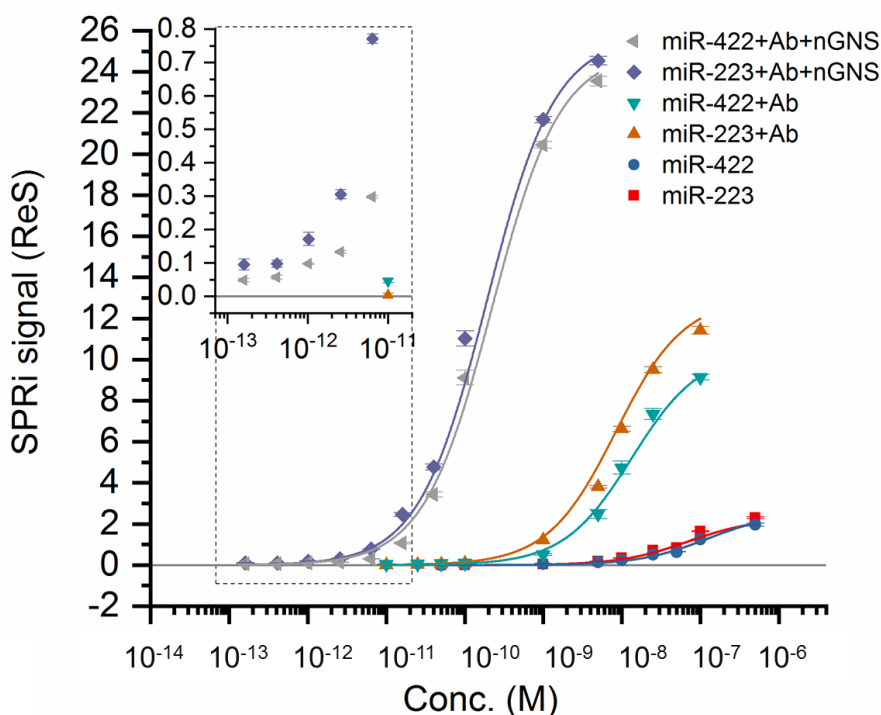 26
24
22
20
18
16
14
12
10
8
6
4
2
0
-2
SPRi signal (ReS)
0.8
0.7
0.6
0.5
0.4
0.3
0.2
0.1
0.0
10⁻¹³ 10⁻¹² 10⁻¹¹
miR-422+Ab+nGNS
miR-223+Ab+nGNS
miR-422+Ab
miR-223+Ab
miR-422
miR-223
10⁻¹⁴ 10⁻¹³ 10⁻¹² 10⁻¹¹ 10⁻¹⁰ 10⁻⁹ 10⁻⁸ 10⁻⁷ 10⁻⁶
Conc. (M)